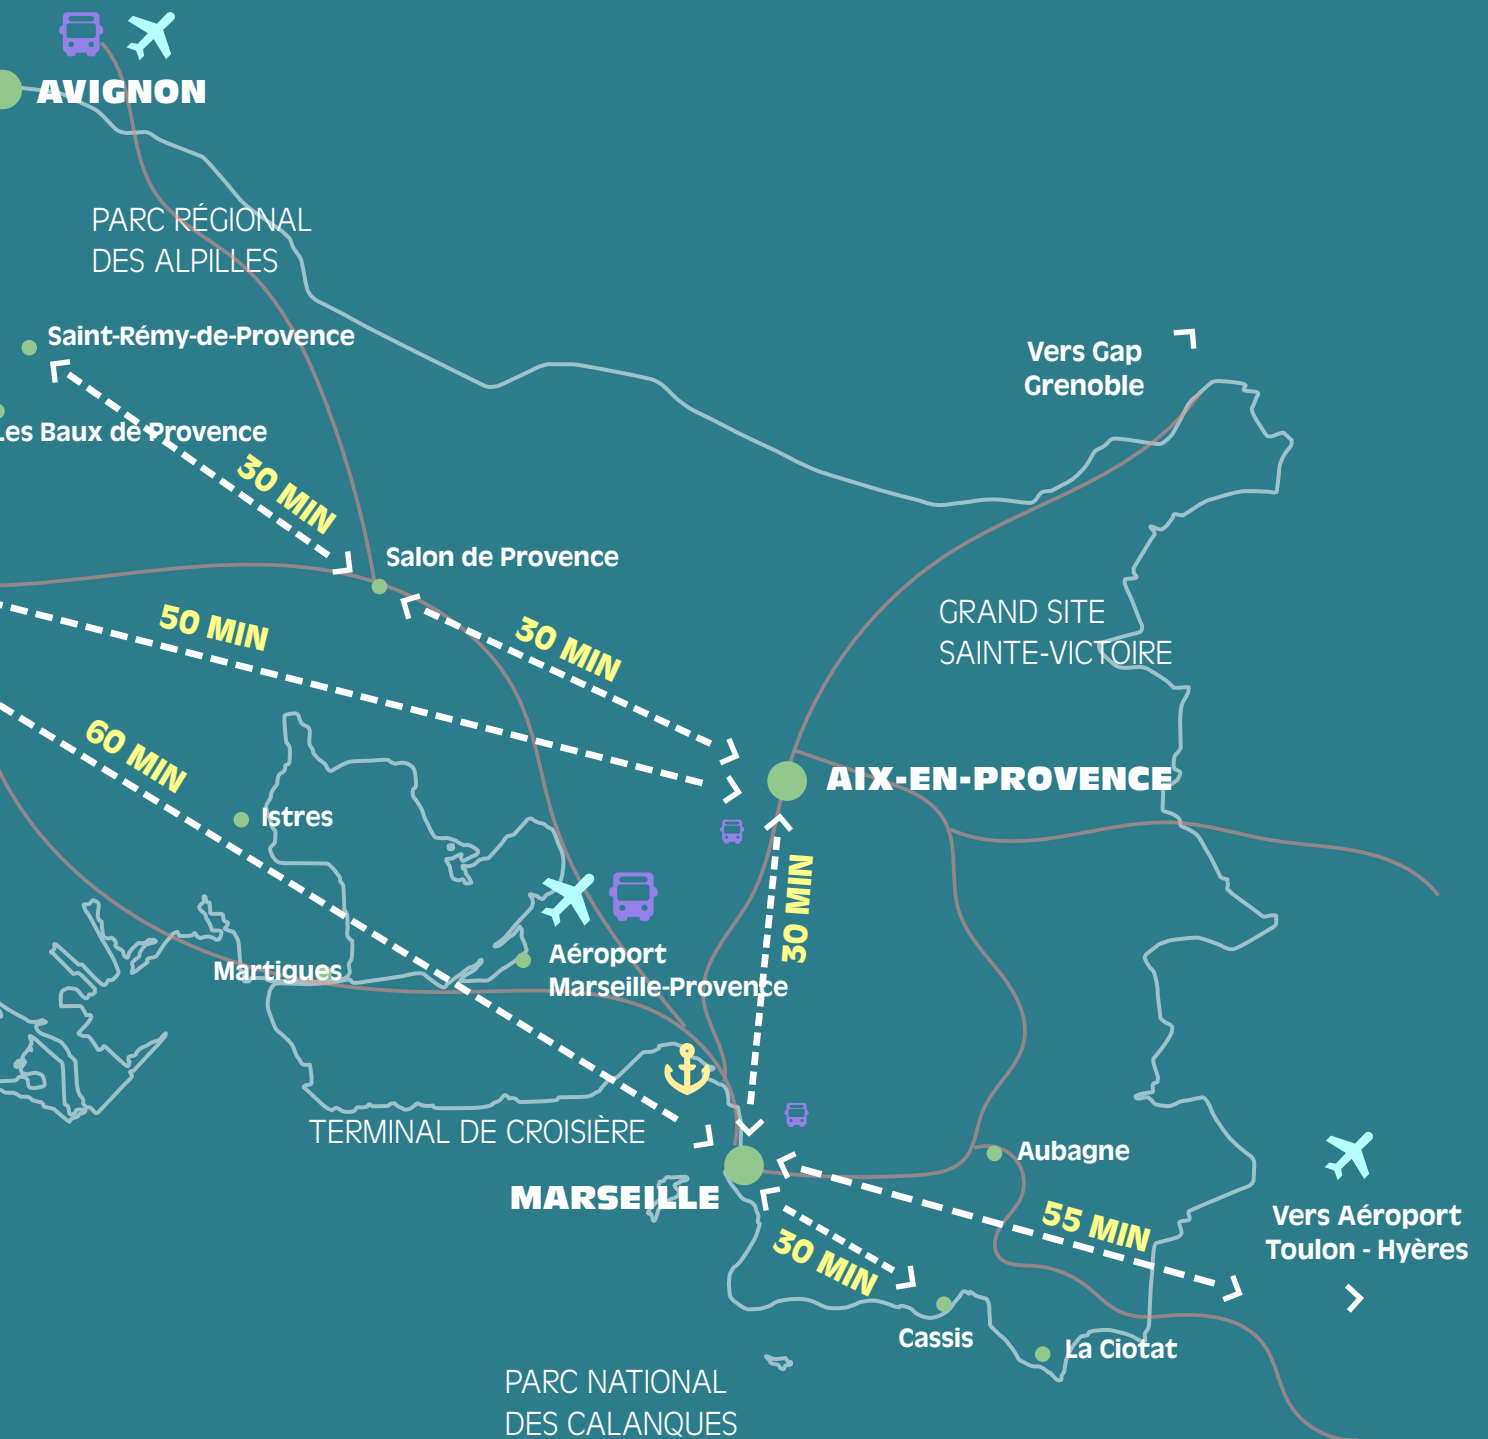 AVIGNON
PARC RÉGIONAL
DES ALPILLES
Saint-Rémy-de-Provence
Vers Gap
Grenoble
Les Baux de Provence
30 MIN
Salon de Provence
50 MIN
30 MIN
GRAND SITE
SAINTE-VICTOIRE
60 MIN
AIX-EN-PROVENCE
Istres
30 MIN
Aéroport
Marseille-Provence
Martigues
TERMINAL DE CROISIÈRE
Aubagne
MARSEILLE
55 MIN
Vers Aéroport
Toulon - Hyères
30 MIN
Cassis
La Ciotat
PARC NATIONAL
DES CALANQUES